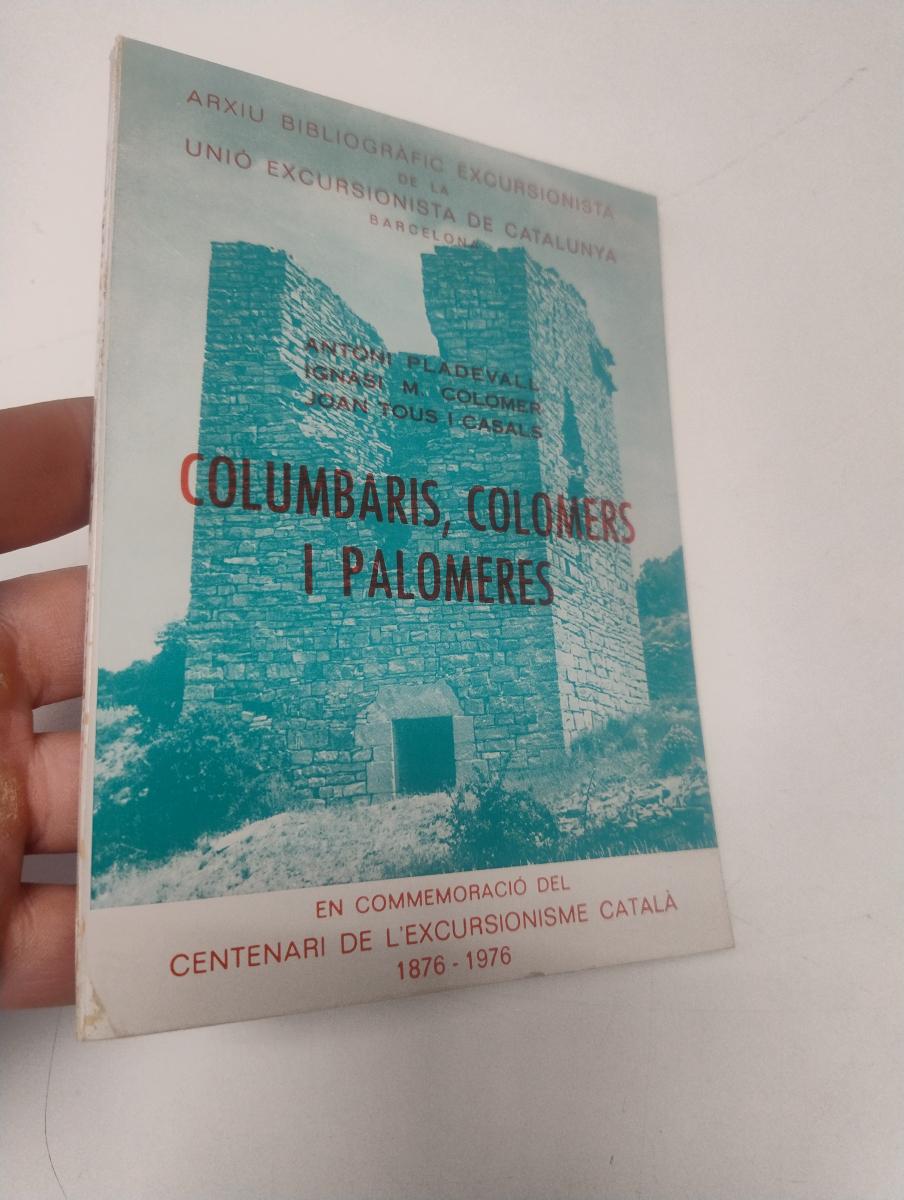 ARXIU BIBLIOGRÀFIC EXCURSIONISTA
DE LA
UNIÓ EXCURSIONISTA DE CATALUNYA
BARCELONA
ANTONI PLADEVALL
IGNASI M. COLOMER
JOAN TOUS I CASALS
COLUMBARIS, COLOMERS
I PALOMERES
EN COMMEMORACIÓ DEL
CENTENARI DE L'EXCURSIONISME CATALÀ
1876 - 1976